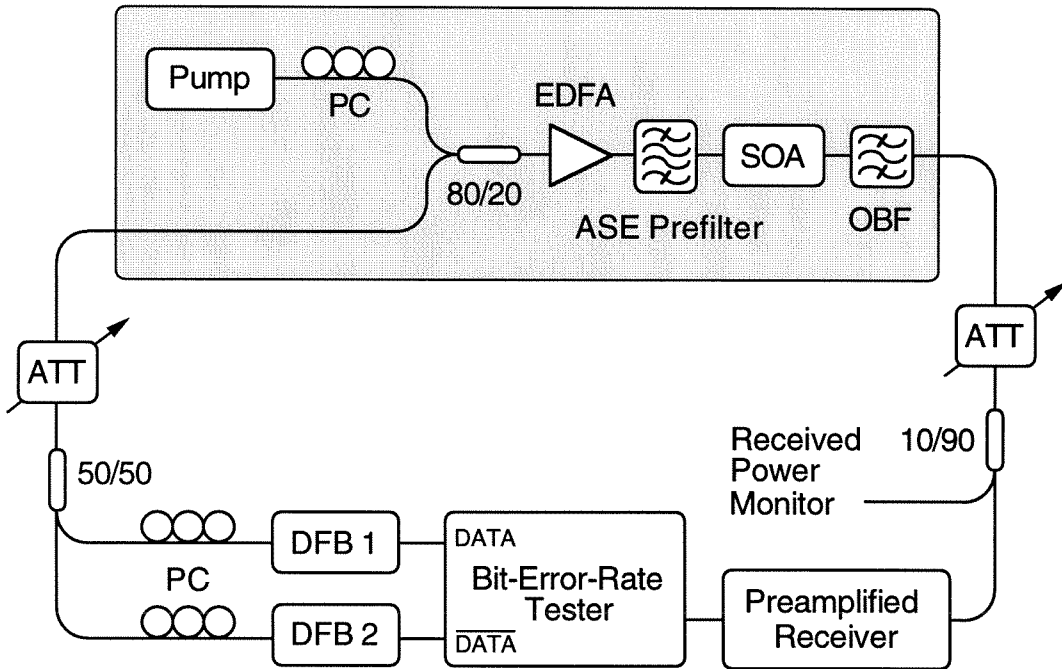 Pump
PC
EDFA
80/20
SOA
ASE Prefilter
OBF
ATT
ATT
50/50
Received
Power
Monitor
10/90
DFB 1
DATA
PC
Bit-Error-Rate
Tester
Preamplified
Receiver
DFB 2
D̅A̅T̅A̅